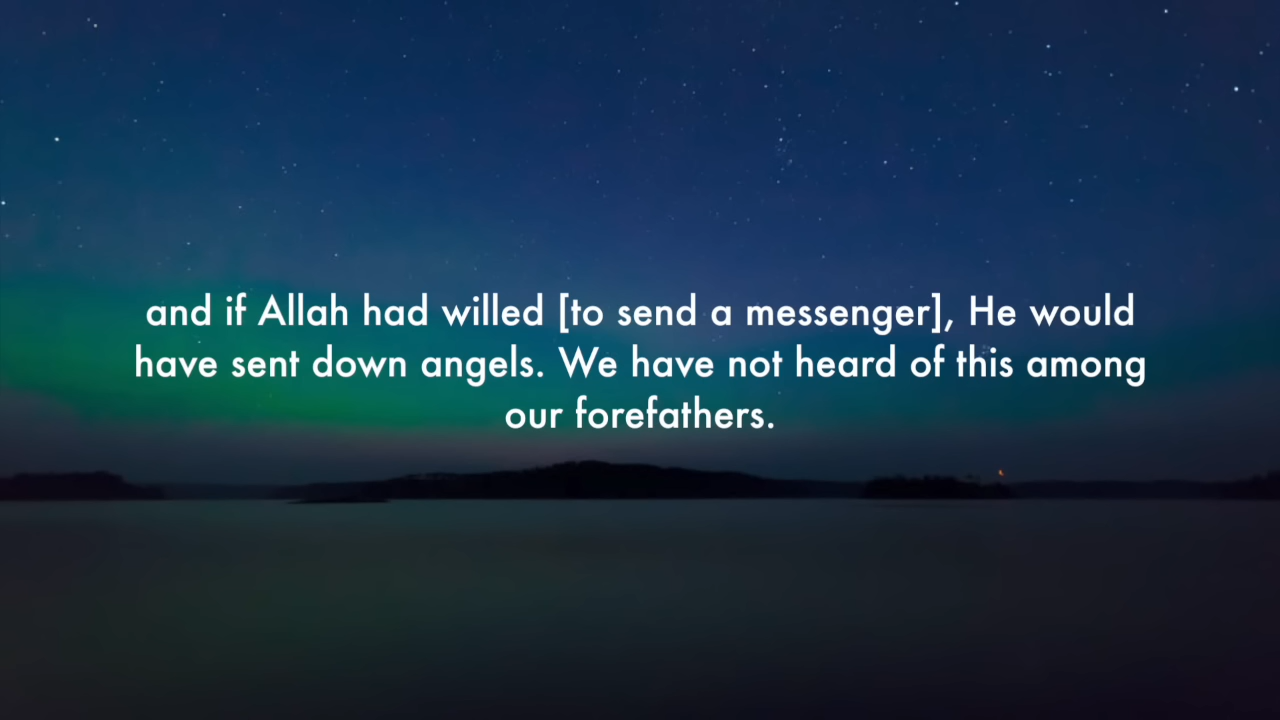 and if Allah had willed [to send a messenger], He would
have sent down angels. We have not heard of this among
our forefathers.